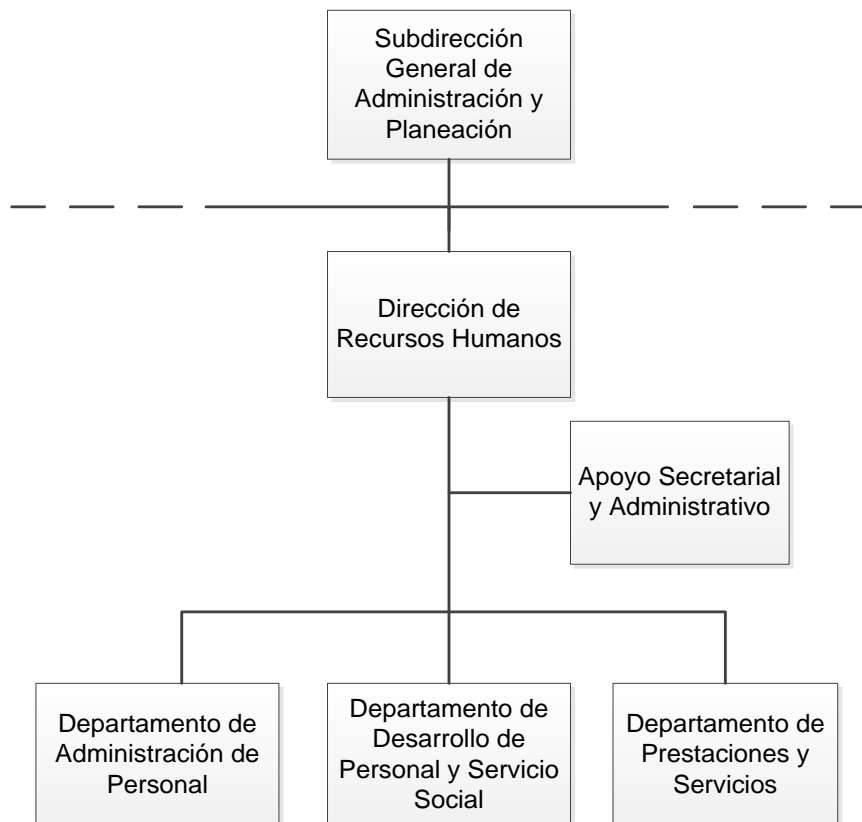 Subdirección
General de
Administración y
Planeación
Dirección de
Recursos Humanos
Apoyo Secretarial
y Administrativo
Departamento de
Administración de
Personal
Departamento de
Desarrollo de
Personal y Servicio
Social
Departamento de
Prestaciones y
Servicios